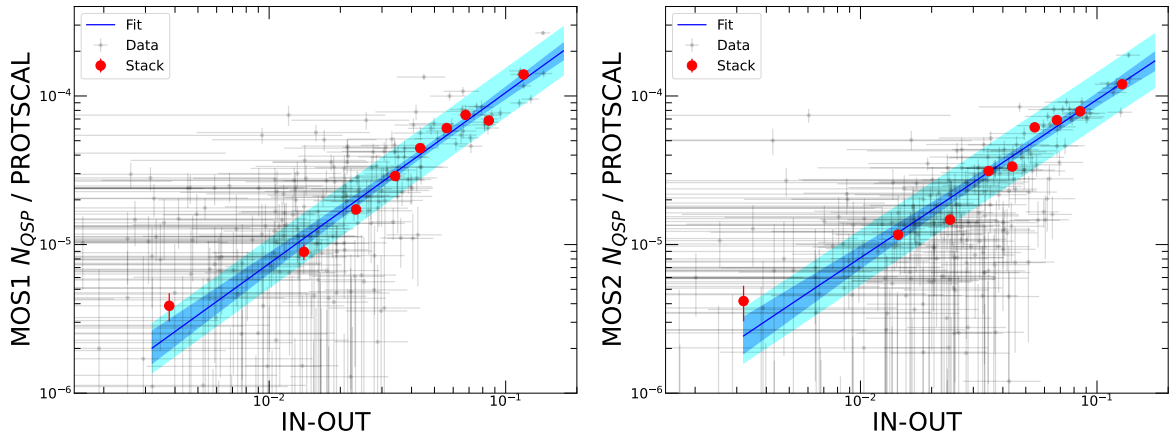 Fit
Data
Stack
MOS1 N_QSP / PROTSCAL
10⁻⁴
10⁻⁵
10⁻⁶
10⁻²
10⁻¹
IN-OUT
Fit
Data
Stack
MOS2 N_QSP / PROTSCAL
10⁻⁴
10⁻⁵
10⁻⁶
10⁻²
10⁻¹
IN-OUT